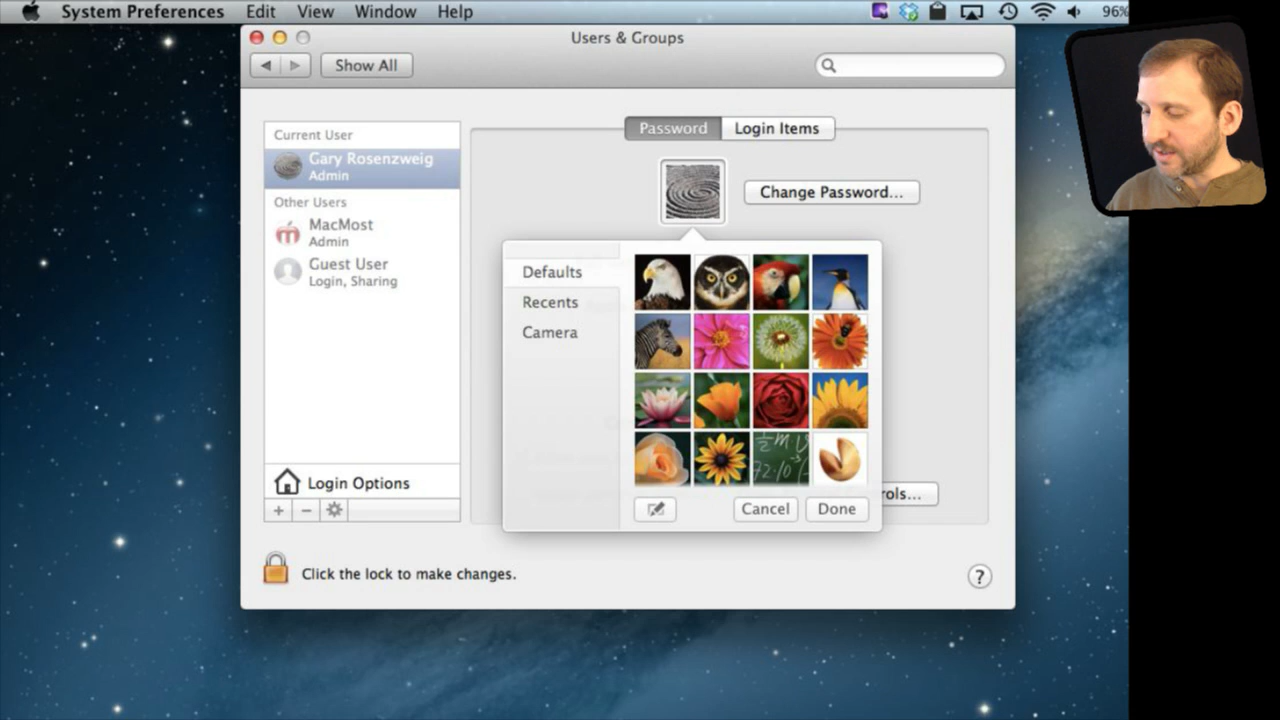 System Preferences Edit View Window Help 96%
Users & Groups
Show All
Password Login Items
Current User
Gary Rosenzweig
Admin
Other Users
MacMost
Admin
Guest User
Login, Sharing
Login Options
+ −
Change Password...
Defaults
Recents
Camera
Cancel Done
rols...
Click the lock to make changes.
?